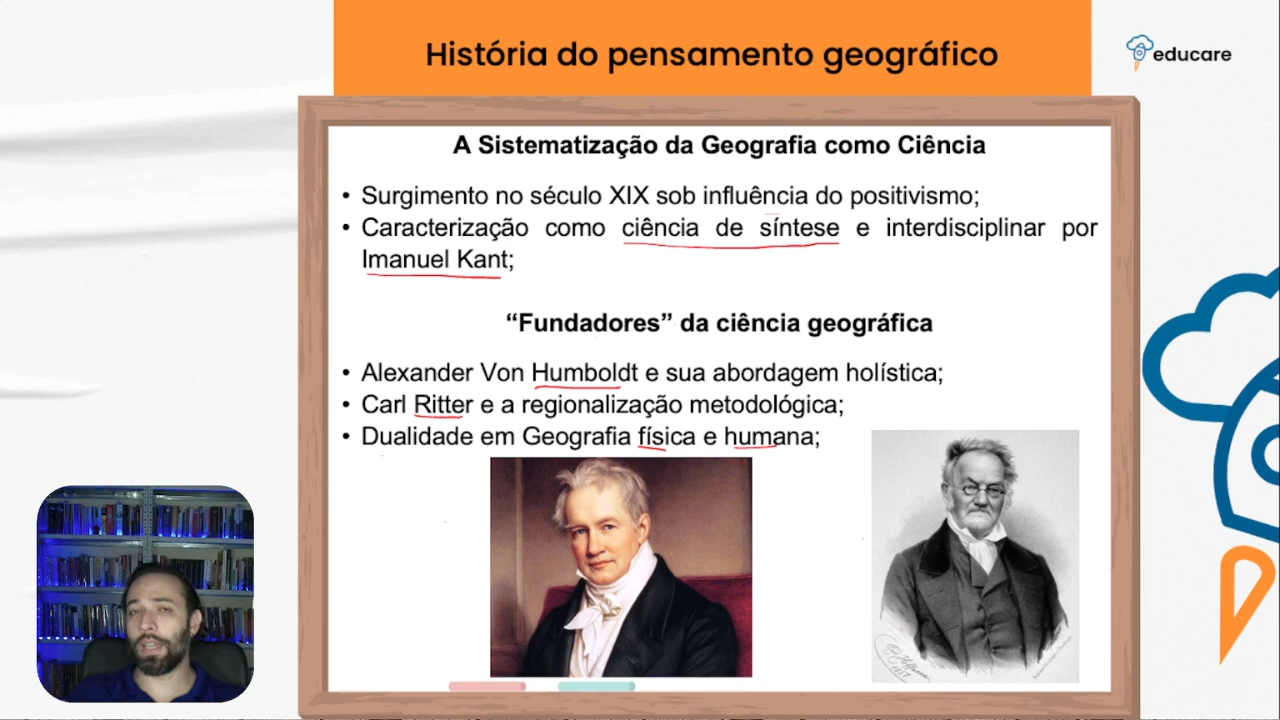 História do pensamento geográfico
educare
A Sistematização da Geografia como Ciência
• Surgimento no século XIX sob influência do positivismo;
• Caracterização como ciência de síntese e interdisciplinar por
Imanuel Kant;
“Fundadores” da ciência geográfica
• Alexander Von Humboldt e sua abordagem holística;
• Carl Ritter e a regionalização metodológica;
• Dualidade em Geografia física e humana;